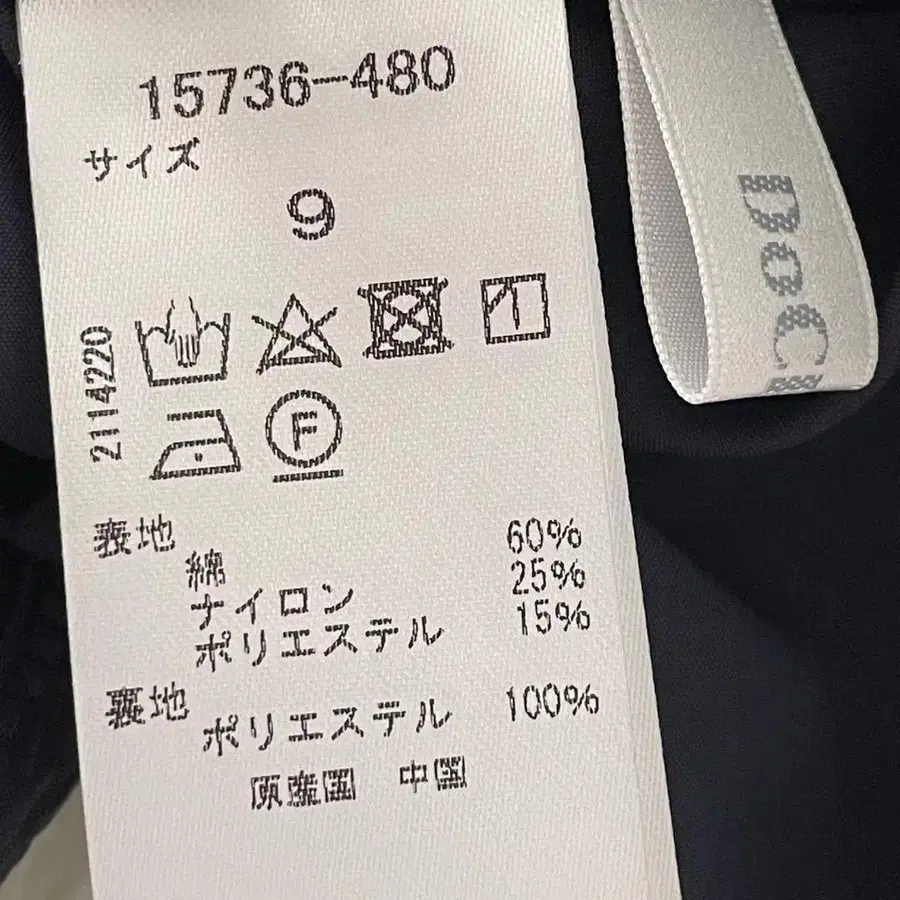 15736-480
サイズ
9
2114220
F
表地
綿 60%
ナイロン 25%
ポリエステル 15%
裏地
ポリエステル 100%
原産国 中国